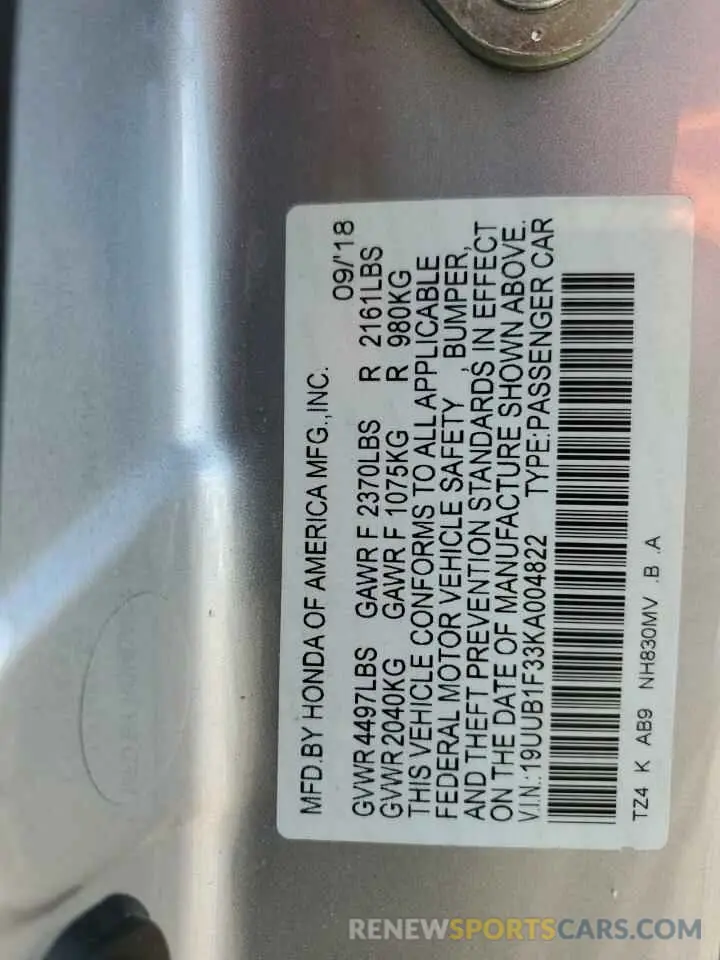 MFD.BY HONDA OF AMERICA MFG.,INC. 09/'18
GVWR 4497LBS GAWR F 2370LBS R 2161LBS
GVWR 2040KG GAWR F 1075KG R 980KG
THIS VEHICLE CONFORMS TO ALL APPLICABLE
FEDERAL MOTOR VEHICLE SAFETY , BUMPER,
AND THEFT PREVENTION STANDARDS IN EFFECT
ON THE DATE OF MANUFACTURE SHOWN ABOVE.
V.I.N.: 19UUB1F33KA004822 TYPE:PASSENGER CAR
TZ4 K AB9 NH830MV .B .A
RENEWSPORTSCARS.COM